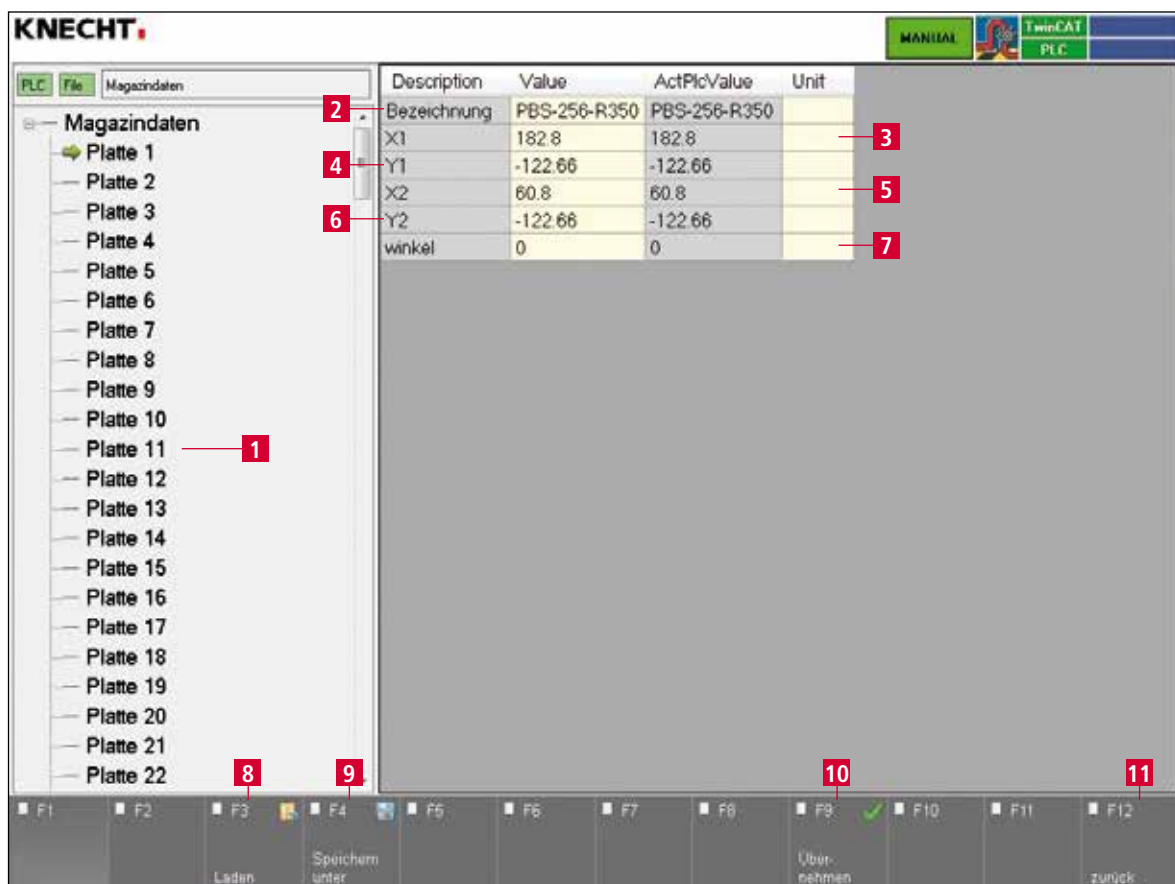 KNECHT
MANUAL
TwinCAT
PLC
PLC File Magazindaten
Magazindaten
Platte 1
Platte 2
Platte 3
Platte 4
Platte 5
Platte 6
Platte 7
Platte 8
Platte 9
Platte 10
Platte 11
Platte 12
Platte 13
Platte 14
Platte 15
Platte 16
Platte 17
Platte 18
Platte 19
Platte 20
Platte 21
Platte 22
1
Description Value ActPlcValue Unit
2 Bezeichnung PBS-256-R350 PBS-256-R350
X1 182.8 182.8 3
4 Y1 -122.66 -122.66
X2 60.8 60.8 5
6 Y2 -122.66 -122.66
winkel 0 0 7
8 9 10 11
F1 F2 F3 F4 F5 F6 F7 F8 F9 F10 F11 F12
Laden
Speichern
unter
Über-
nehmen
zurück